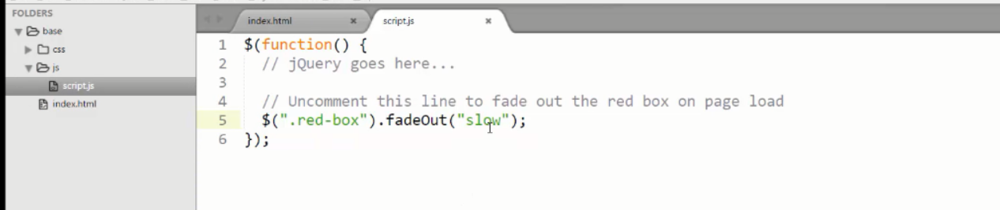 FOLDERS
base
css
js
script.js
index.html
index.html × script.js ×
1 $(function() {
2 // jQuery goes here...
3
4 // Uncomment this line to fade out the red box on page load
5 $(".red-box").fadeOut("slow");
6 });